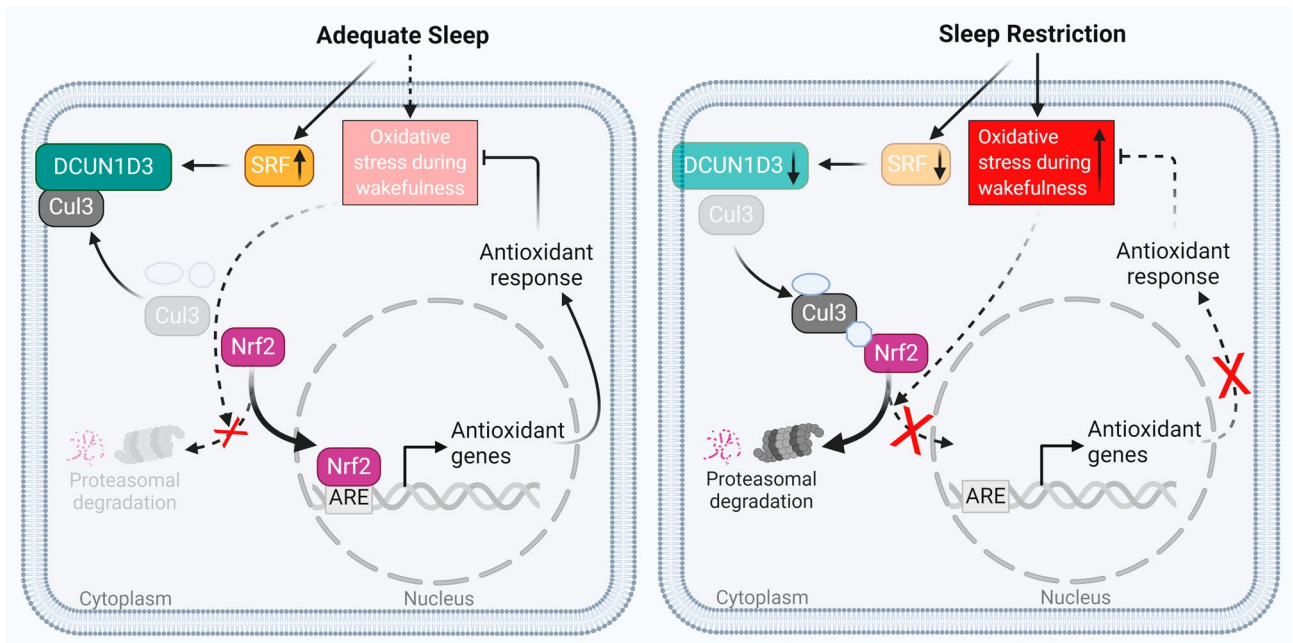 Adequate Sleep
DCUN1D3
SRF
Oxidative
stress during
wakefulness
Cul3
Antioxidant
response
Cul3
Nrf2
Antioxidant
genes
Nrf2
ARE
Proteasomal
degradation
Cytoplasm
Nucleus
Sleep Restriction
DCUN1D3
SRF
Oxidative
stress during
wakefulness
Cul3
Antioxidant
response
Cul3
Nrf2
Antioxidant
genes
Proteasomal
degradation
ARE
Cytoplasm
Nucleus